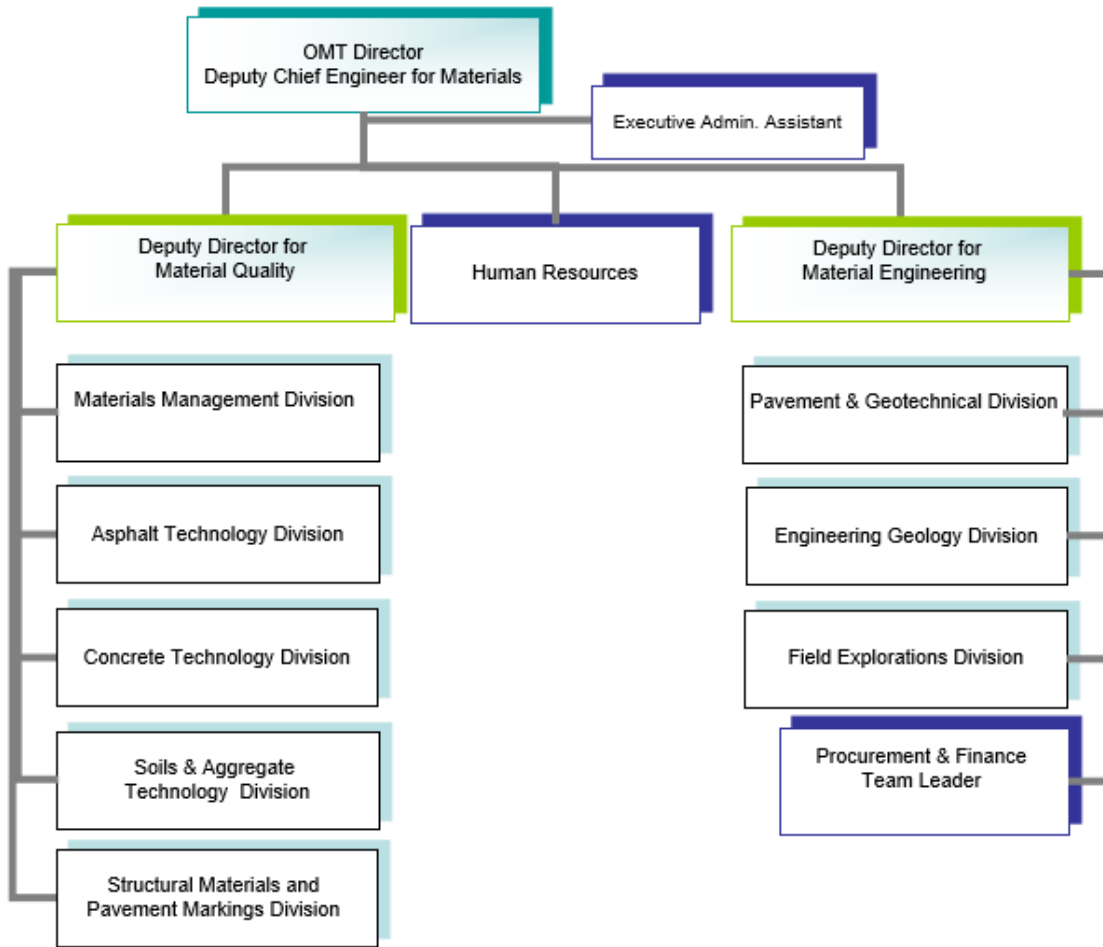 OMT Director
Deputy Chief Engineer for Materials
Executive Admin. Assistant
Deputy Director for
Material Quality
Human Resources
Deputy Director for
Material Engineering
Materials Management Division
Pavement & Geotechnical Division
Asphalt Technology Division
Engineering Geology Division
Concrete Technology Division
Field Explorations Division
Soils & Aggregate
Technology Division
Procurement & Finance
Team Leader
Structural Materials and
Pavement Markings Division